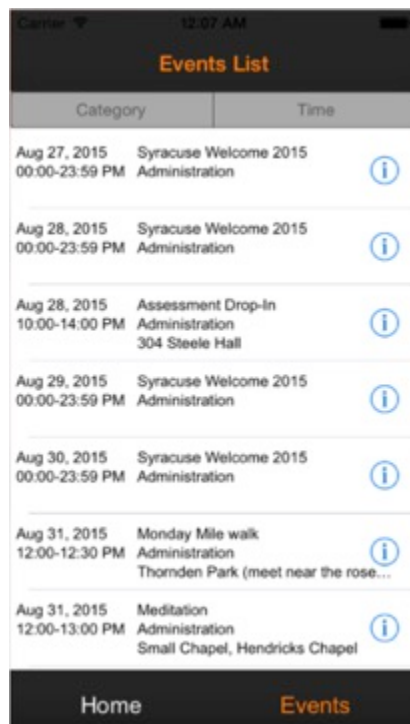 Carrier 12:07 AM
Events List
Category Time
Aug 27, 2015 Syracuse Welcome 2015
00:00-23:59 PM Administration
Aug 28, 2015 Syracuse Welcome 2015
00:00-23:59 PM Administration
Aug 28, 2015 Assessment Drop-In
10:00-14:00 PM Administration
304 Steele Hall
Aug 29, 2015 Syracuse Welcome 2015
00:00-23:59 PM Administration
Aug 30, 2015 Syracuse Welcome 2015
00:00-23:59 PM Administration
Aug 31, 2015 Monday Mile walk
12:00-12:30 PM Administration
Thornden Park (meet near the rose...
Aug 31, 2015 Meditation
12:00-13:00 PM Administration
Small Chapel, Hendricks Chapel
Home Events